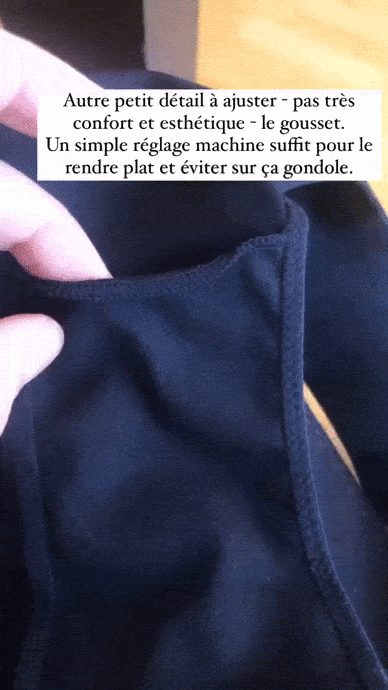 Autre petit détail à ajuster - pas très
confort et esthétique - le gousset.
Un simple réglage machine suffit pour le
rendre plat et éviter sur ça gondole.